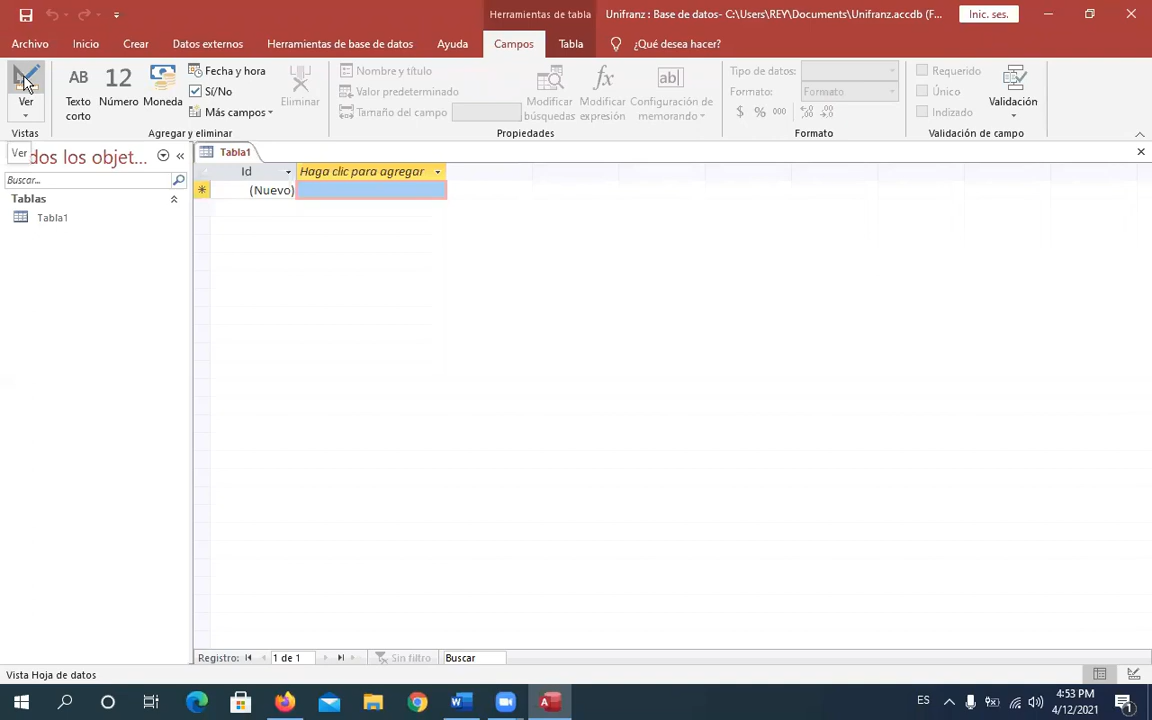 Herramientas de tabla
Unifranz : Base de datos- C:\Users\REY\Documents\Unifranz.accdb (F...
Inic. ses.
Archivo
Inicio
Crear
Datos externos
Herramientas de base de datos
Ayuda
Campos
Tabla
¿Qué desea hacer?
Ver
AB
Texto corto
12
Número
Moneda
Fecha y hora
Sí/No
Más campos
Eliminar
Nombre y título
Valor predeterminado
Tamaño del campo
Modificar búsquedas
fx
Modificar expresión
ab|
Configuración de memorando
Tipo de datos:
Formato:
Formato
$ % 000
Requerido
Único
Indizado
Validación
Vistas
Agregar y eliminar
Propiedades
Formato
Validación de campo
Ver
dos los objet...
Buscar...
Tablas
Tabla1
Tabla1
Id
Haga clic para agregar
(Nuevo)
Registro:
1 de 1
Sin filtro
Buscar
Vista Hoja de datos
ES
4:53 PM
4/12/2021
1